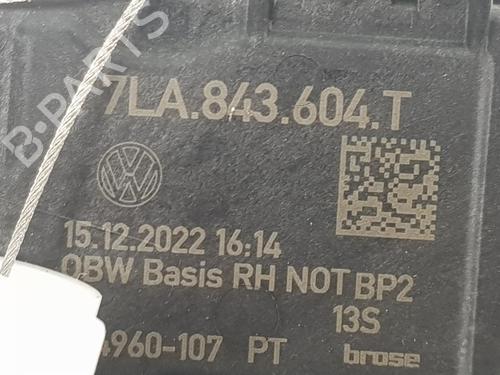 7LA.843.604.T
15.12.2022 16:14
OBW Basis RH NOT BP2
13S
4960-107 PT brose
B-PARTS